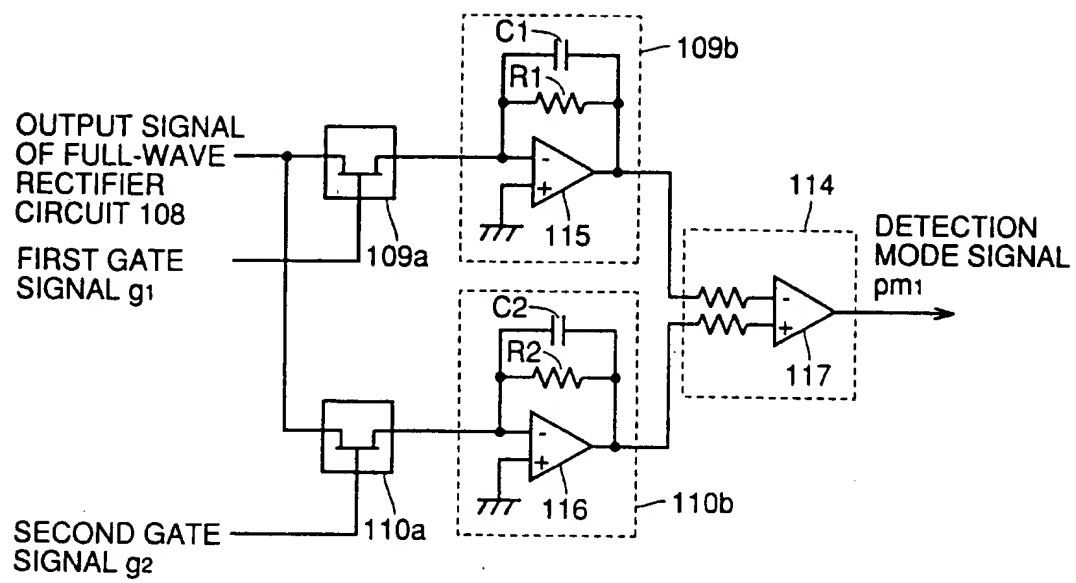 C1
109b
R1
OUTPUT SIGNAL
OF FULL-WAVE
RECTIFIER
CIRCUIT 108
-
+
115
114
109a
FIRST GATE
SIGNAL g1
DETECTION
MODE SIGNAL
pm1
C2
-
+
R2
117
-
+
116
110a
110b
SECOND GATE
SIGNAL g2